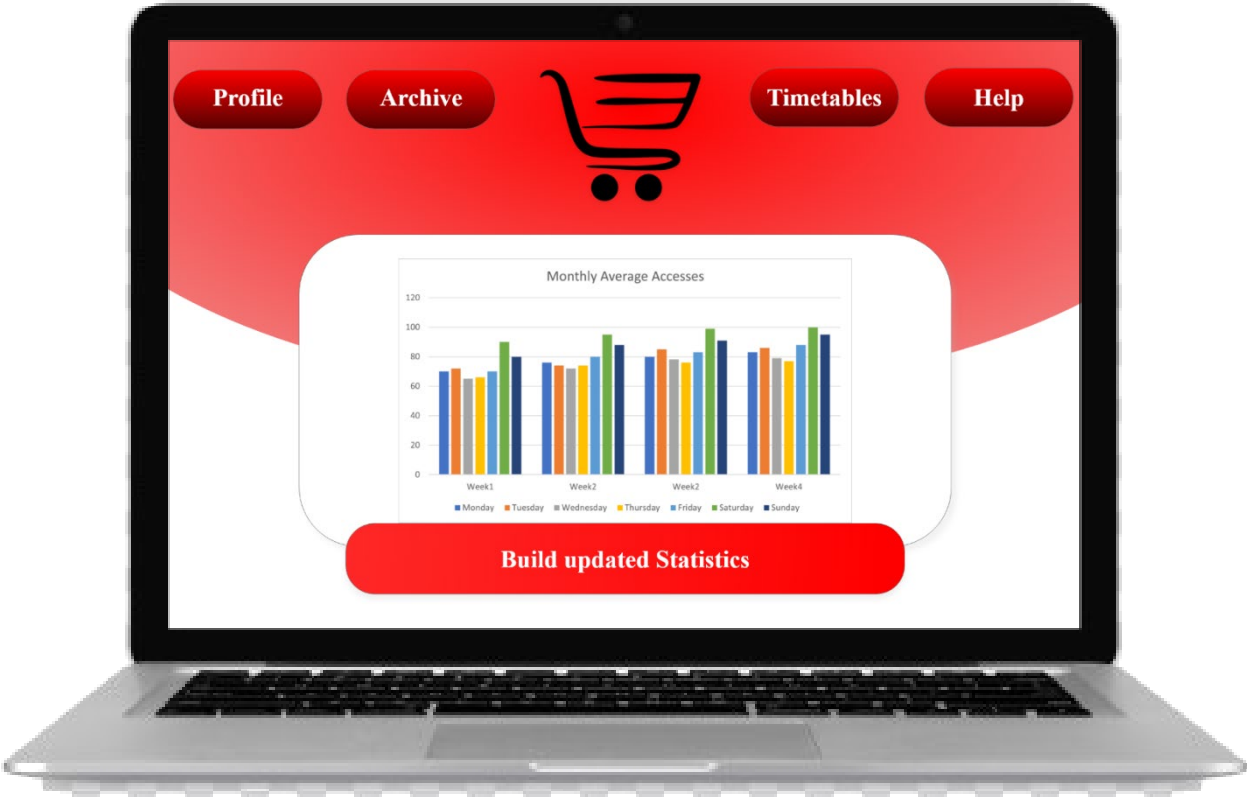 Profile
Archive
Timetables
Help
Monthly Average Accesses
120
100
80
60
40
20
0
Week1 Week2 Week2 Week4
Monday Tuesday Wednesday Thursday Friday Saturday Sunday
Build updated Statistics